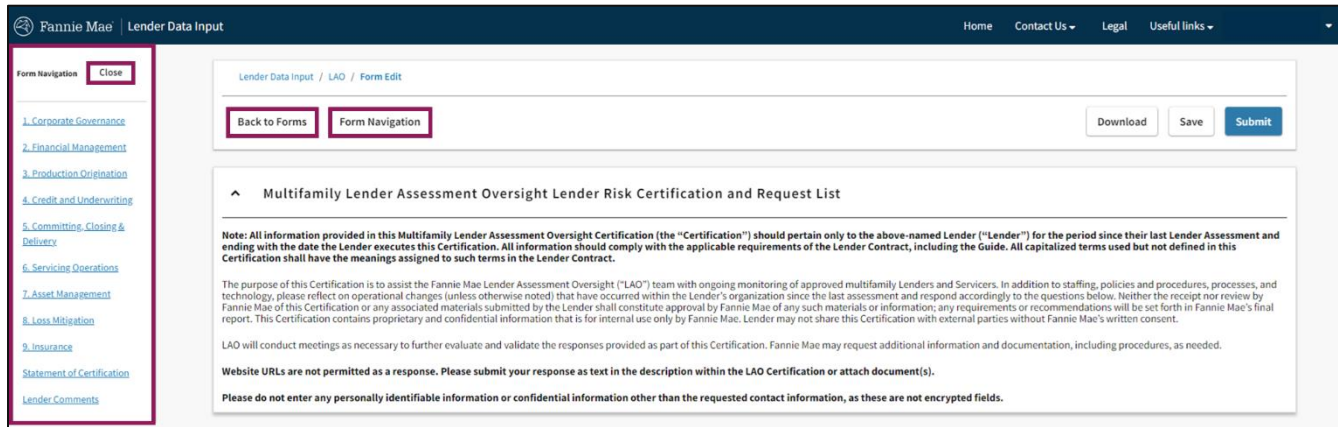 Fannie Mae | Lender Data Input
Home Contact Us Legal Useful links
Form Navigation Close
1. Corporate Governance
2. Financial Management
3. Production Origination
4. Credit and Underwriting
5. Committing, Closing &
Delivery
6. Servicing Operations
7. Asset Management
8. Loss Mitigation
9. Insurance
Statement of Certification
Lender Comments
Lender Data Input / LAO / Form Edit
Back to Forms Form Navigation Download Save Submit
Multifamily Lender Assessment Oversight Lender Risk Certification and Request List
Note: All information provided in this Multifamily Lender Assessment Oversight Certification (the “Certification”) should pertain only to the above-named Lender (“Lender”) for the period since their last Lender Assessment and
ending with the date the Lender executes this Certification. All information should comply with the applicable requirements of the Lender Contract, including the Guide. All capitalized terms used but not defined in this
Certification shall have the meanings assigned to such terms in the Lender Contract.
The purpose of this Certification is to assist the Fannie Mae Lender Assessment Oversight (“LAO”) team with ongoing monitoring of approved multifamily Lenders and Servicers. In addition to staffing, policies and procedures, processes, and
technology, please reflect on operational changes (unless otherwise noted) that have occurred within the Lender’s organization since the last assessment and respond accordingly to the questions below. Neither the receipt nor review by
Fannie Mae of this Certification or any associated materials submitted by the Lender shall constitute approval by Fannie Mae of any such materials or information; any requirements or recommendations will be set forth in Fannie Mae’s final
report. This Certification contains proprietary and confidential information that is for internal use only by Fannie Mae. Lender may not share this Certification with external parties without Fannie Mae’s written consent.
LAO will conduct meetings as necessary to further evaluate and validate the responses provided as part of this Certification. Fannie Mae may request additional information and documentation, including procedures, as needed.
Website URLs are not permitted as a response. Please submit your response as text in the description within the LAO Certification or attach document(s).
Please do not enter any personally identifiable information or confidential information other than the requested contact information, as these are not encrypted fields.